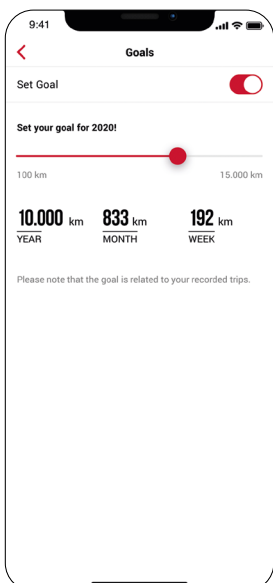 9:41
Goals
Set Goal
Set your goal for 2020!
100 km 15.000 km
10.000 km 833 km 192 km
YEAR MONTH WEEK
Please note that the goal is related to your recorded trips.